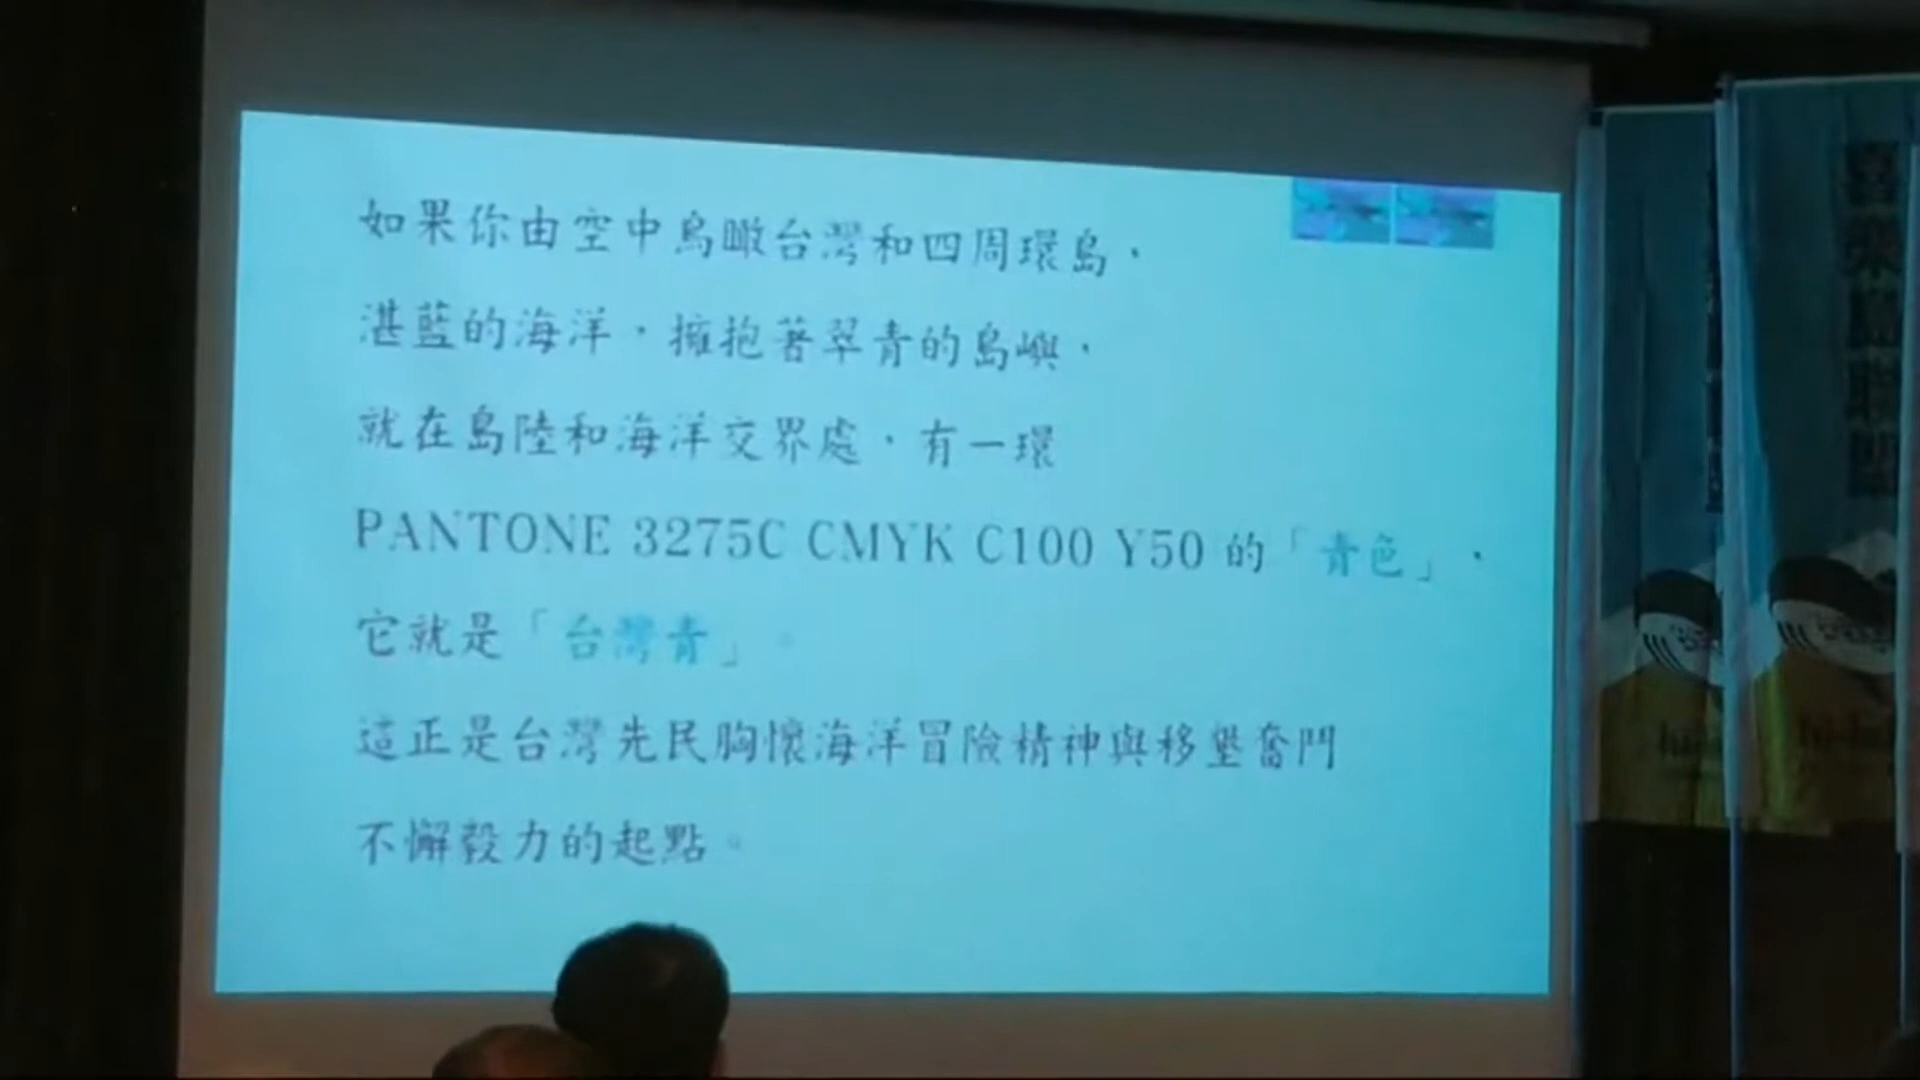 如果你由空中鳥瞰台灣和四周環島，
湛藍的海洋，擁抱著翠青的島嶼，
就在島陸和海洋交界處，有一環
PANTONE 3275C CMYK C100 Y50 的「青色」，
它就是「台灣青」。
這正是台灣先民胸懷海洋冒險精神與移墾奮鬥
不懈毅力的起點。